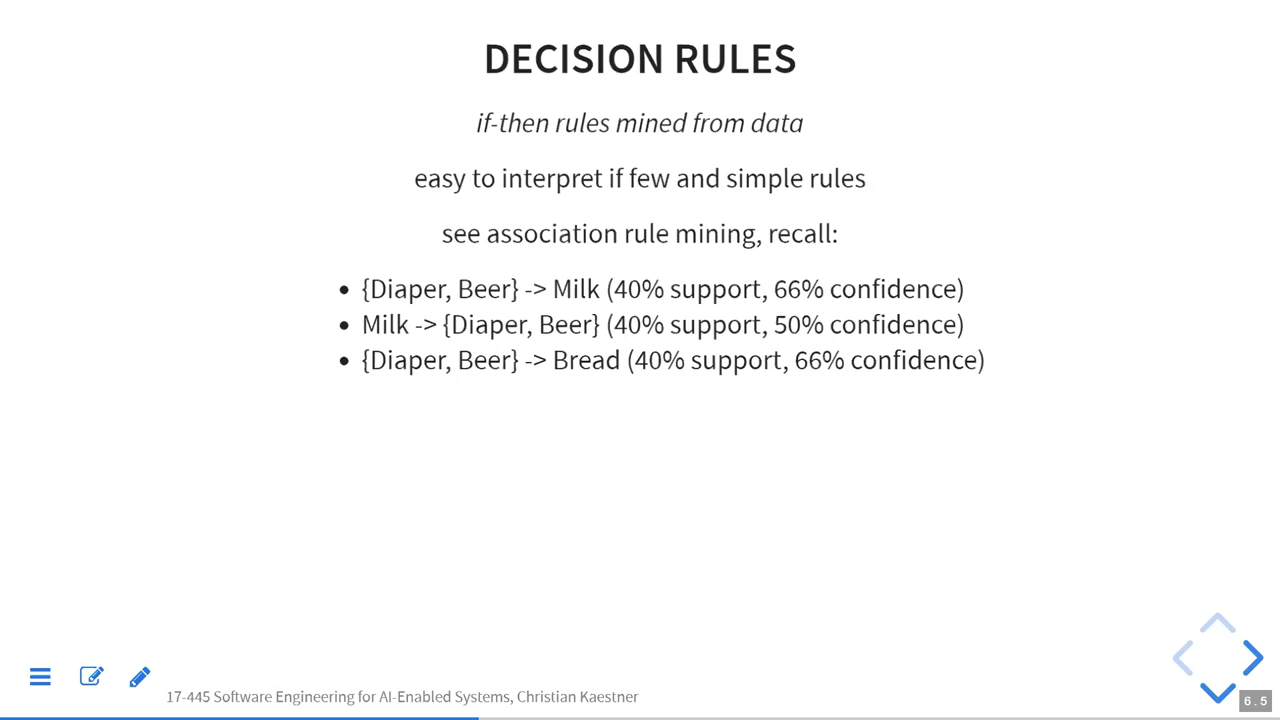 DECISION RULES
if-then rules mined from data
easy to interpret if few and simple rules
see association rule mining, recall:
• {Diaper, Beer} -> Milk (40% support, 66% confidence)
• Milk -> {Diaper, Beer} (40% support, 50% confidence)
• {Diaper, Beer} -> Bread (40% support, 66% confidence)
17-445 Software Engineering for AI-Enabled Systems, Christian Kaestner
6.5